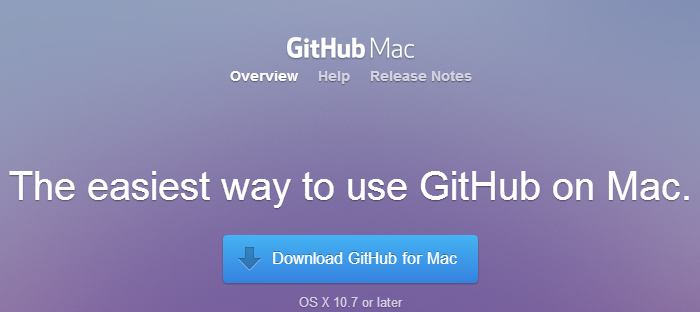 GitHub Mac
Overview Help Release Notes
The easiest way to use GitHub on Mac.
Download GitHub for Mac
OS X 10.7 or later